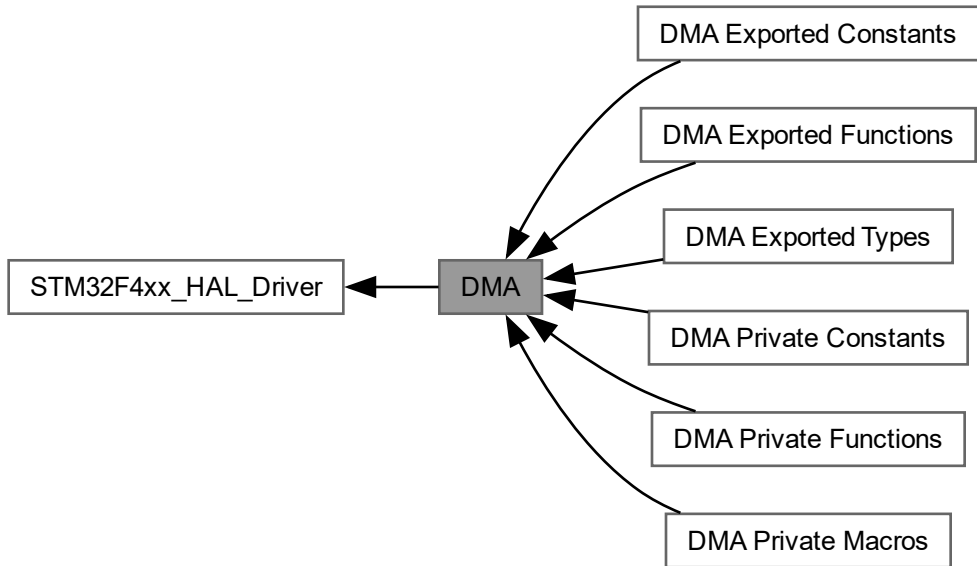 DMA Exported Constants
DMA Exported Functions
DMA Exported Types
STM32F4xx_HAL_Driver
DMA
DMA Private Constants
DMA Private Functions
DMA Private Macros